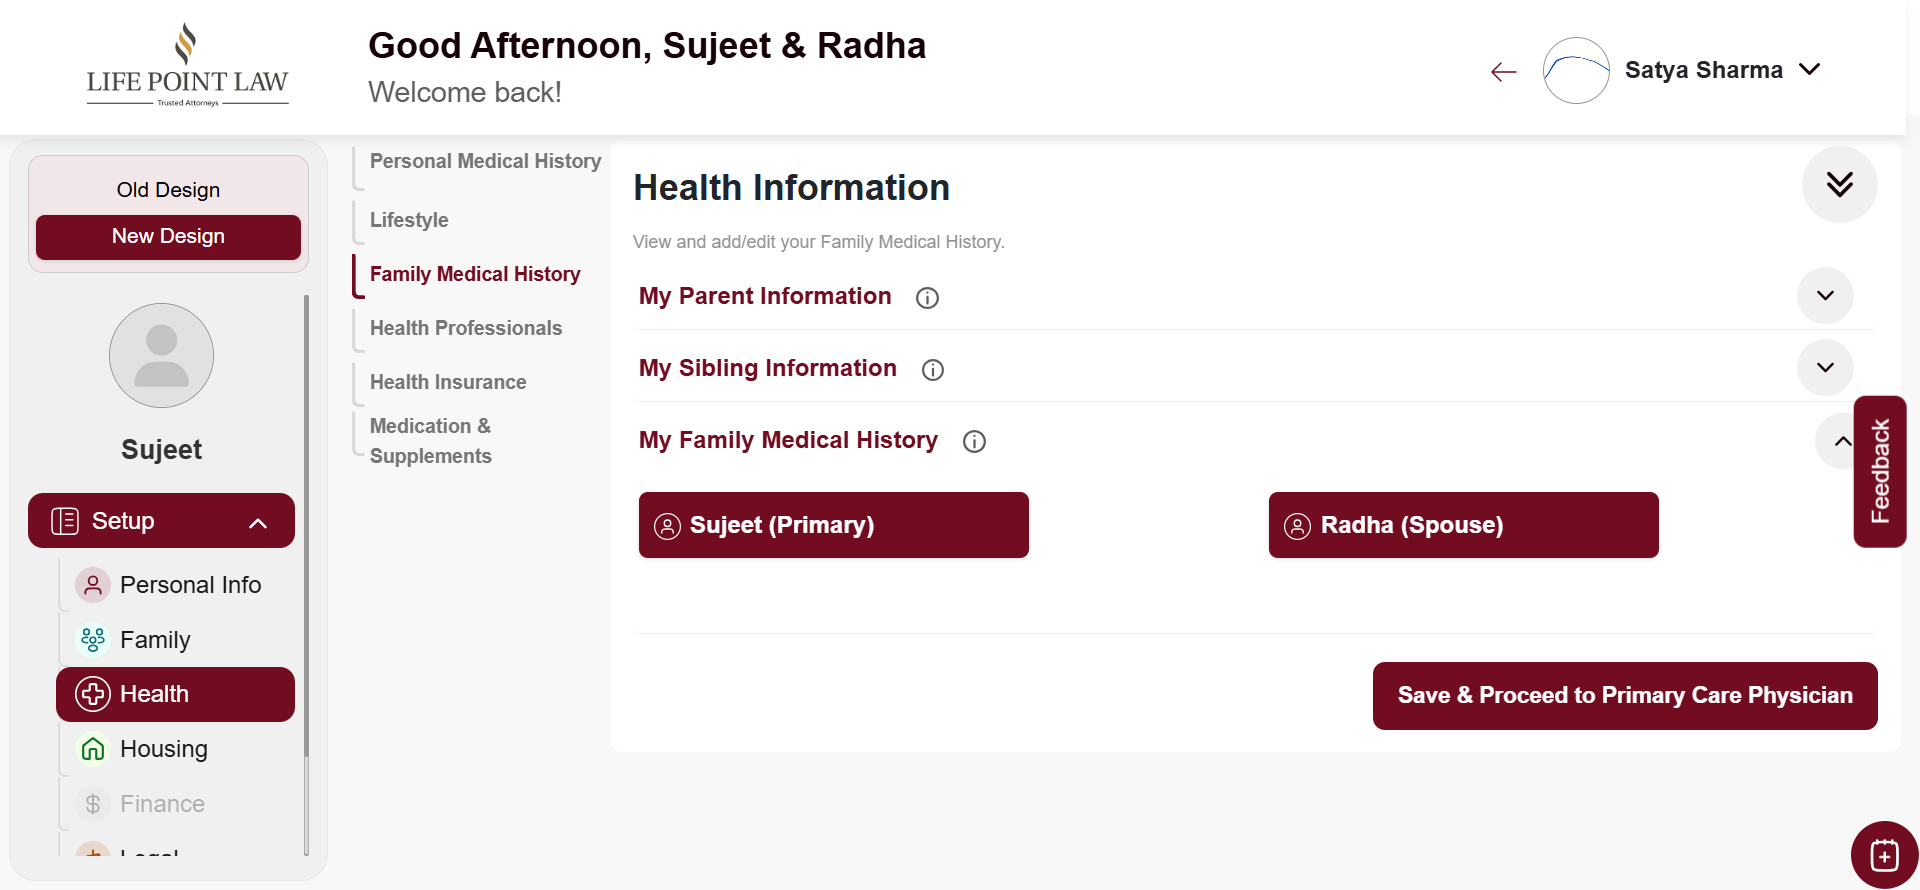 LIFE POINT LAW
Trusted Attorneys
Good Afternoon, Sujeet & Radha
Welcome back!
Satya Sharma
Old Design
New Design
Sujeet
Setup
Personal Info
Family
Health
Housing
Finance
Legal
Personal Medical History
Lifestyle
Family Medical History
Health Professionals
Health Insurance
Medication &
Supplements
Health Information
View and add/edit your Family Medical History.
My Parent Information
My Sibling Information
My Family Medical History
Sujeet (Primary)
Radha (Spouse)
Save & Proceed to Primary Care Physician
Feedback